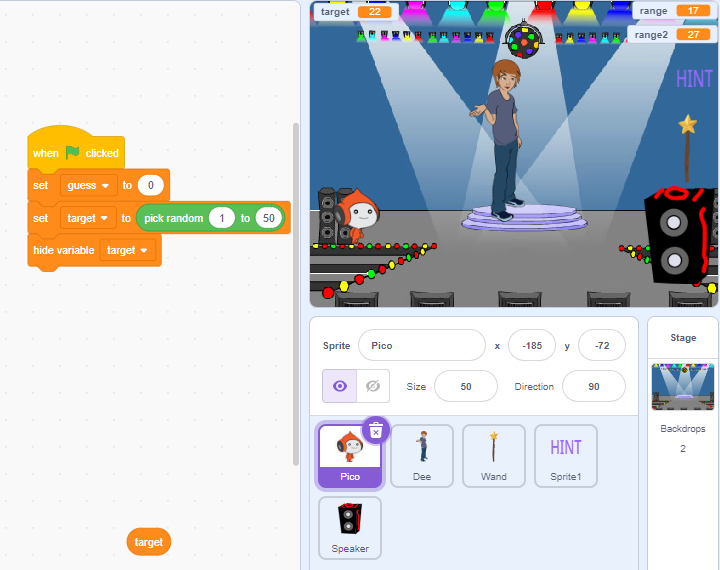 target 22
range 17
range2 27
HINT
when clicked
set guess to 0
set target to pick random 1 to 50
hide variable target
target
Sprite Pico x -185 y -72
Size 50 Direction 90
Pico
Dee
Wand
HINT
Sprite1
Speaker
Stage
Backdrops
2